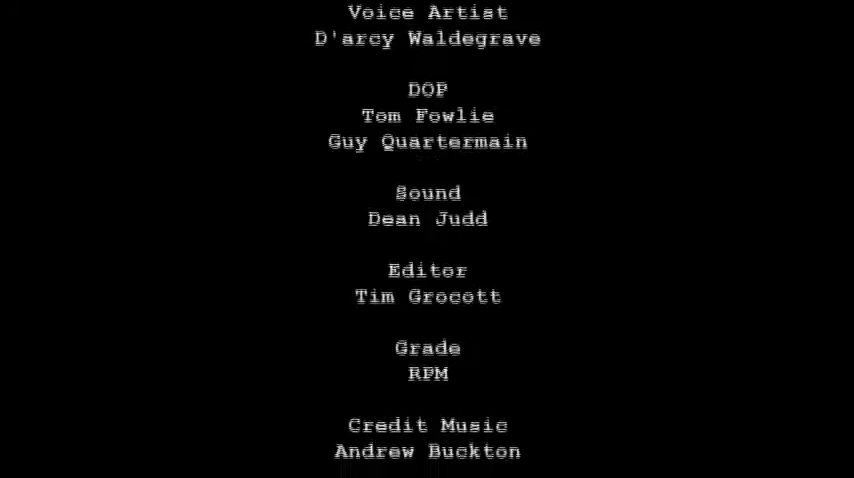 Voice Artist
D'arcy Waldegrave
DOP
Tom Fowlie
Guy Quartermain
Sound
Dean Judd
Editor
Tim Grocott
Grade
RPM
Credit Music
Andrew Buckton